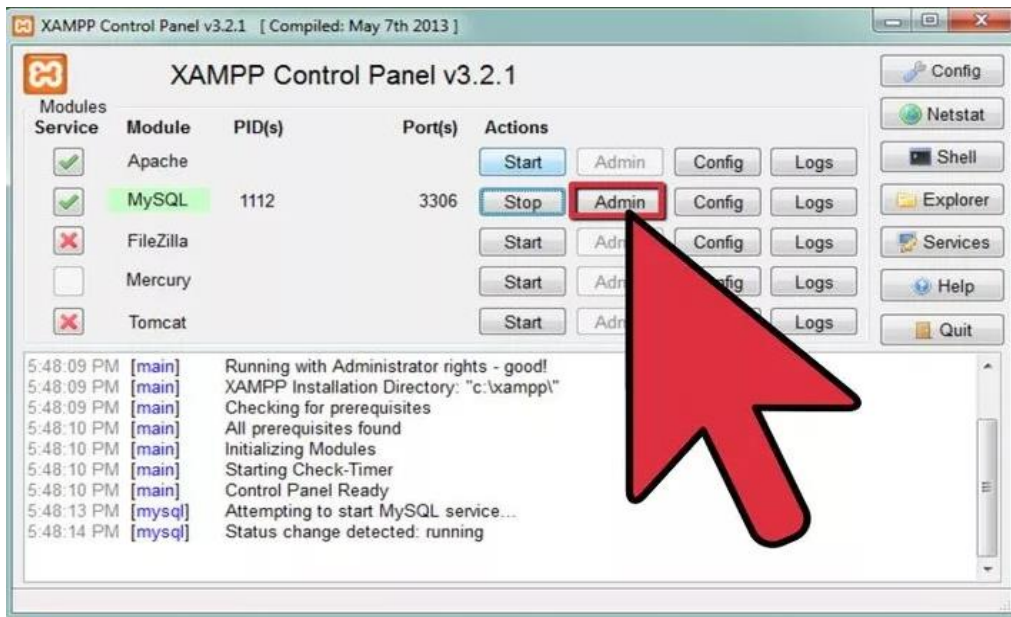 XAMPP Control Panel v3.2.1 [ Compiled: May 7th 2013 ]
XAMPP Control Panel v3.2.1
Config
Modules
Service Module PID(s) Port(s) Actions
Netstat
Apache Start Admin Config Logs
Shell
MySQL 1112 3306 Stop Admin Config Logs
Explorer
FileZilla Start Config Logs
Services
Mercury Start Logs
Help
Tomcat Start Logs
Quit
5:48:09 PM [main] Running with Administrator rights - good!
5:48:09 PM [main] XAMPP Installation Directory: "c:\xampp\"
5:48:09 PM [main] Checking for prerequisites
5:48:10 PM [main] All prerequisites found
5:48:10 PM [main] Initializing Modules
5:48:10 PM [main] Starting Check-Timer
5:48:10 PM [main] Control Panel Ready
5:48:13 PM [mysql] Attempting to start MySQL service...
5:48:14 PM [mysql] Status change detected: running